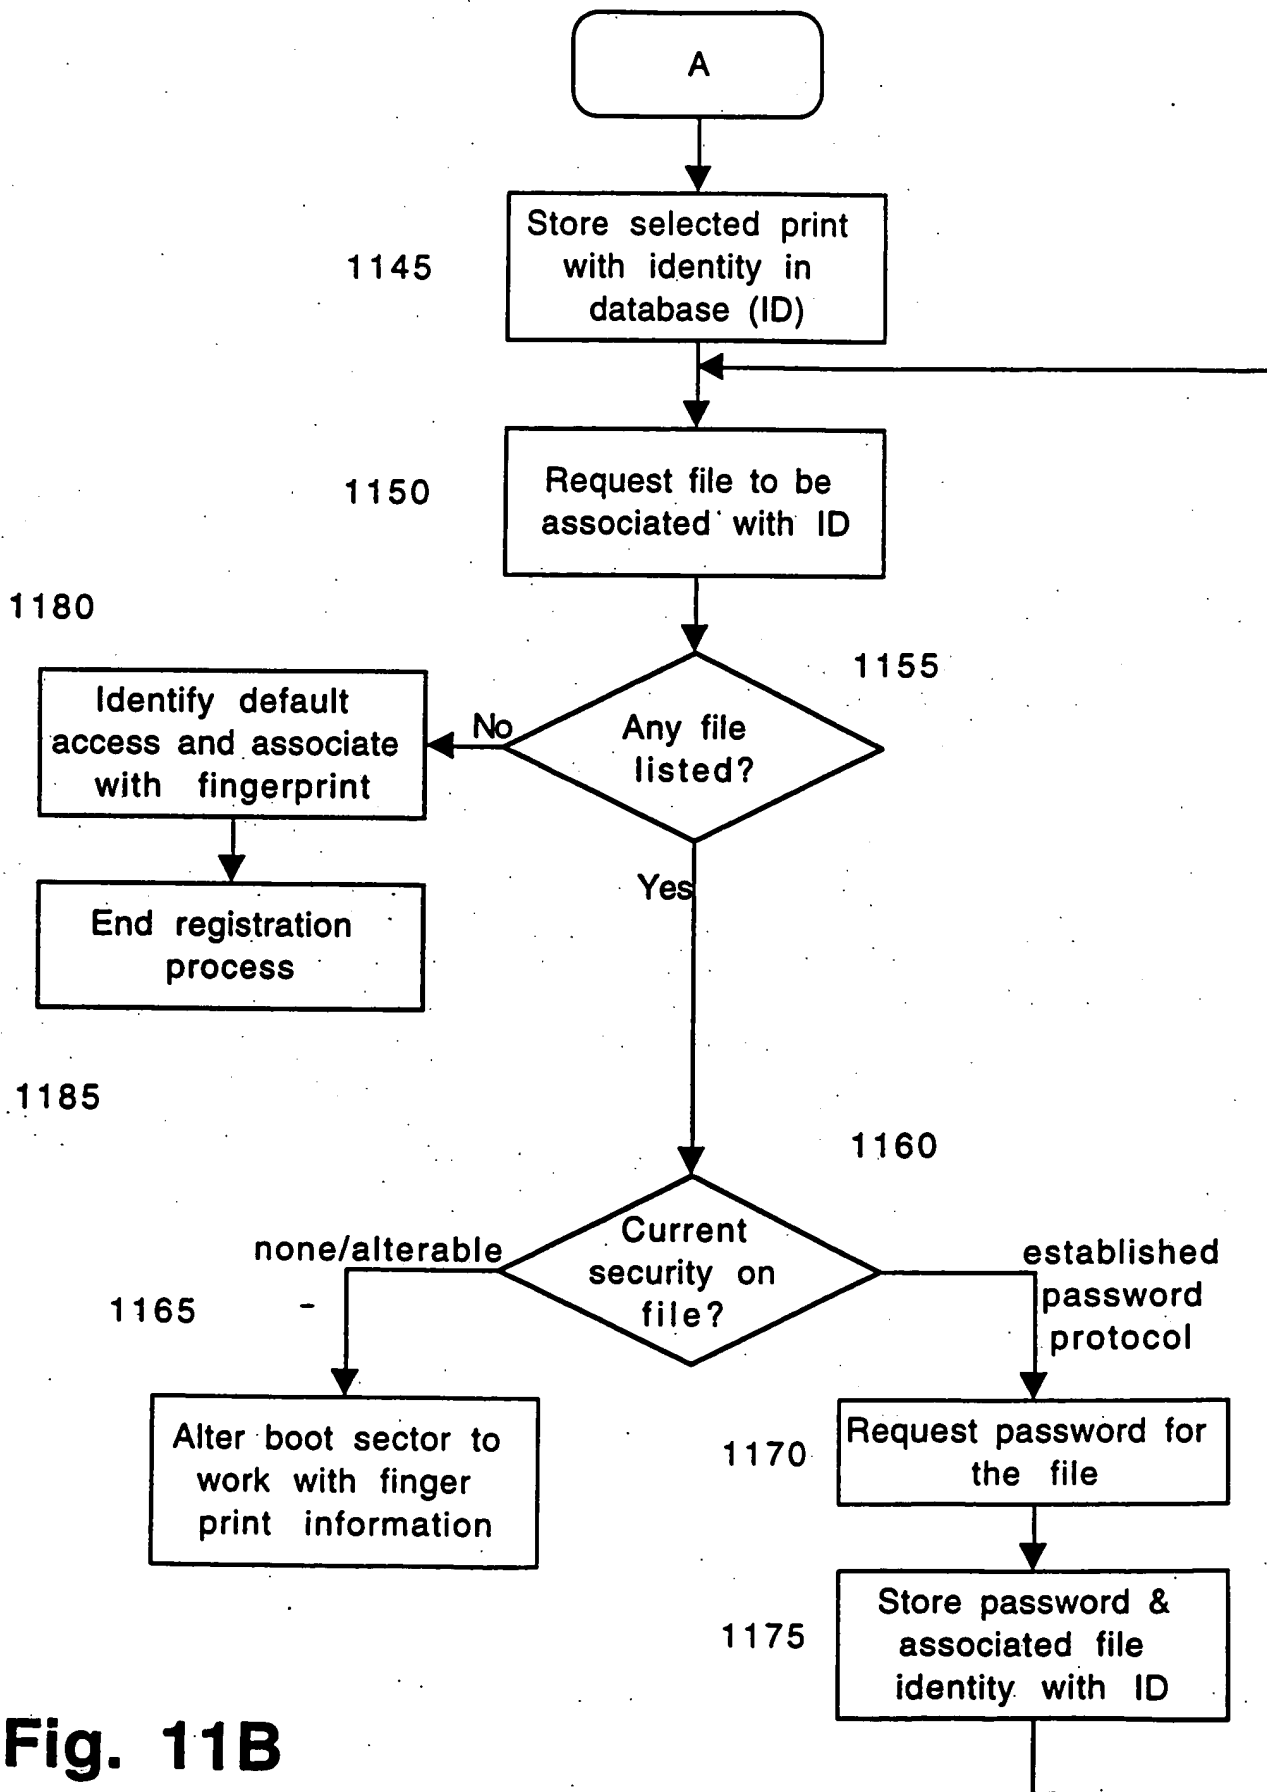 A
Store selected print
with identity in
database (ID)
1145
Request file to be
associated with ID
1150
1180
1155
Identify default
access and associate
with fingerprint
No
Any file
listed?
End registration
process
Yes
1185
1160
none/alterable
Current
security on
file?
established
password
protocol
1165
Alter boot sector to
work with finger
print information
1170
Request password for
the file
1175
Store password &
associated file
identity with ID
Fig. 11B